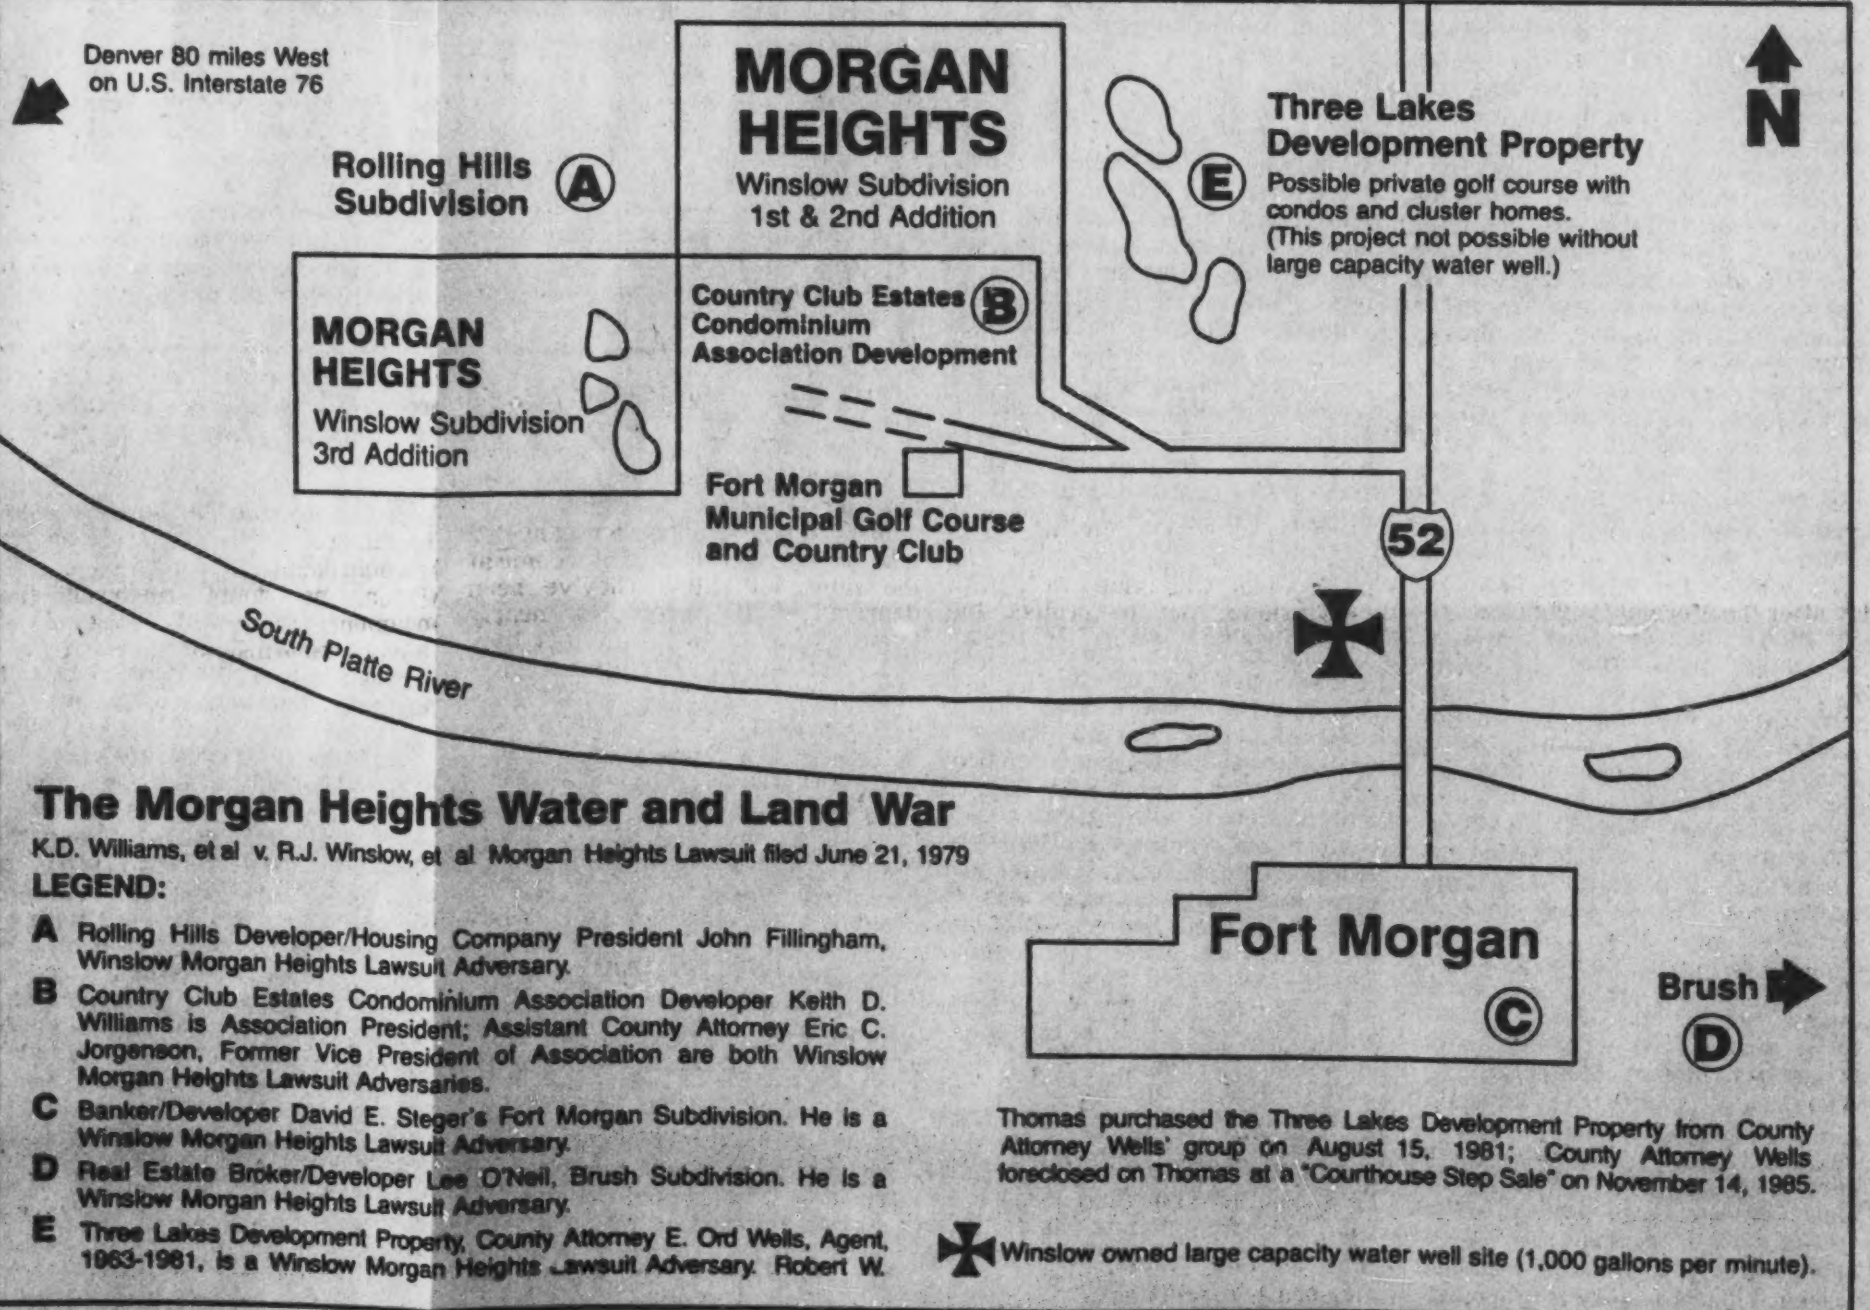 Denver 80 miles West
on U.S. Interstate 76
MORGAN
HEIGHTS
Winslow Subdivision
1st & 2nd Addition
N
Three Lakes
Development Property
Possible private golf course with
condos and cluster homes.
(This project not possible without
large capacity water well.)
E
Rolling Hills
Subdivision
A
Country Club Estates
Condominium
Association Development
B
MORGAN
HEIGHTS
Winslow Subdivision
3rd Addition
Fort Morgan
Municipal Golf Course
and Country Club
52
South Platte River
The Morgan Heights Water and Land War
K.D. Williams, et al v. R.J. Winslow, et al Morgan Heights Lawsuit filed June 21, 1979
LEGEND:
A Rolling Hills Developer/Housing Company President John Fillingham,
Winslow Morgan Heights Lawsuit Adversary.
B Country Club Estates Condominium Association Developer Keith D.
Williams is Association President; Assistant County Attorney Eric C.
Jorgenson, Former Vice President of Association are both Winslow
Morgan Heights Lawsuit Adversaries.
C Banker/Developer David E. Steger's Fort Morgan Subdivision. He is a
Winslow Morgan Heights Lawsuit Adversary.
D Real Estate Broker/Developer Lee O'Neil, Brush Subdivision. He is a
Winslow Morgan Heights Lawsuit Adversary.
E Three Lakes Development Property, County Attorney E. Ord Wells, Agent,
1963-1981, is a Winslow Morgan Heights Lawsuit Adversary. Robert W.
Fort Morgan
C
Brush
D
Thomas purchased the Three Lakes Development Property from County
Attorney Wells' group on August 15, 1981; County Attorney Wells
foreclosed on Thomas at a "Courthouse Step Sale" on November 14, 1985.
Winslow owned large capacity water well site (1,000 gallons per minute).